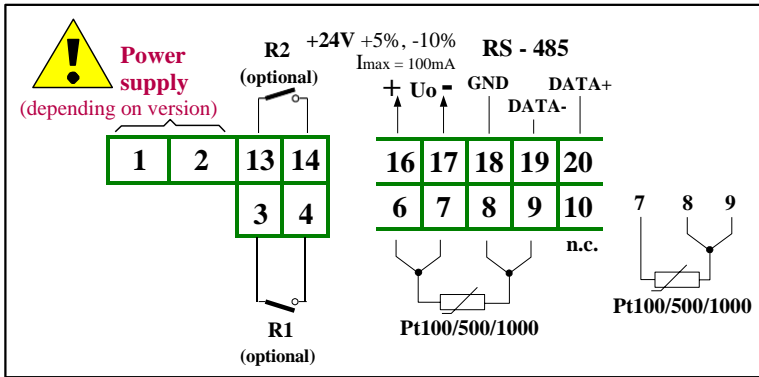 Power
supply
(depending on version)
R2
(optional)
+24V +5%, -10%
Imax = 100mA
+ Uo -
RS - 485
GND
DATA-
DATA+
1 2 13 14
3 4
16 17 18 19 20
6 7 8 9 10
n.c.
R1
(optional)
Pt100/500/1000
7 8 9
Pt100/500/1000